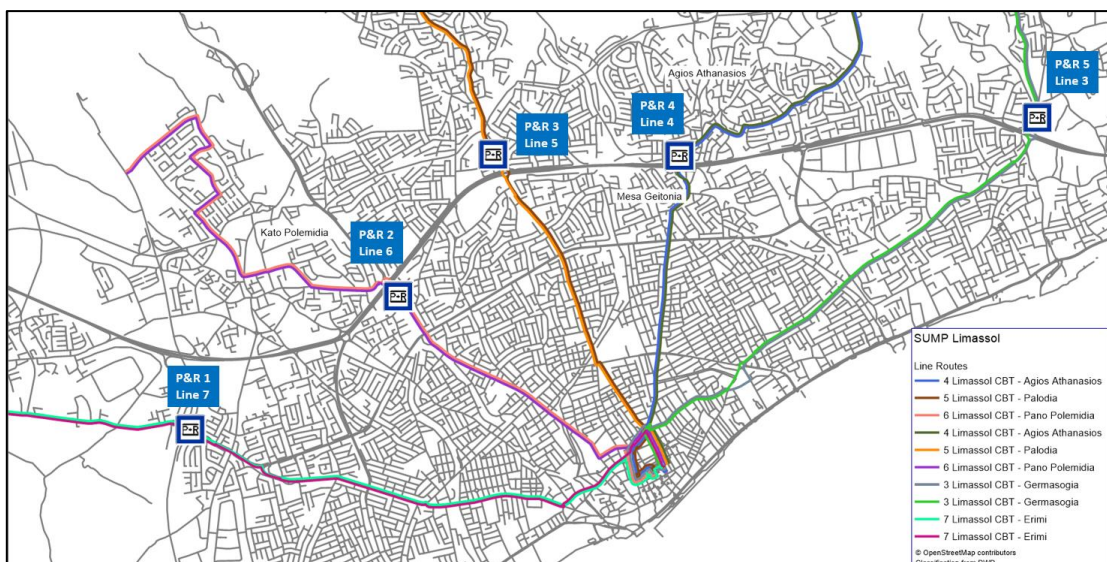 P&R 5
Line 3
Agios Athanasios
P&R 4
Line 4
P&R 3
Line 5
P-R
P-R
P-R
Mesa Geitonia
Kato Polemidia
P&R 2
Line 6
P-R
SUMP Limassol
Line Routes
4 Limassol CBT - Agios Athanasios
5 Limassol CBT - Palodia
6 Limassol CBT - Pano Polemidia
4 Limassol CBT - Agios Athanasios
5 Limassol CBT - Palodia
6 Limassol CBT - Pano Polemidia
3 Limassol CBT - Germasogia
3 Limassol CBT - Germasogia
7 Limassol CBT - Erimi
7 Limassol CBT - Erimi
© OpenStreetMap contributors
P&R 1
Line 7
P-R